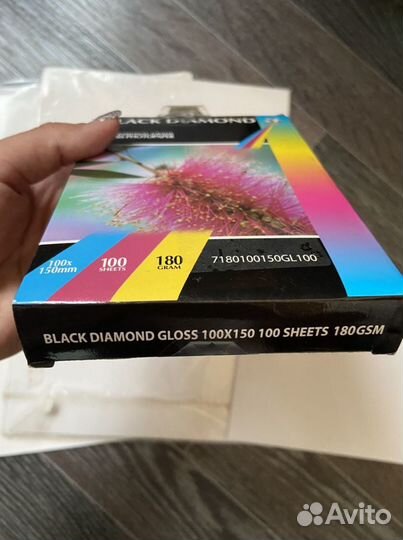 BLACK DIAMOND
100x
150mm
100
SHEETS
180
GRAM
7180100150GL100
BLACK DIAMOND GLOSS 100X150 100 SHEETS 180GSM
Avito